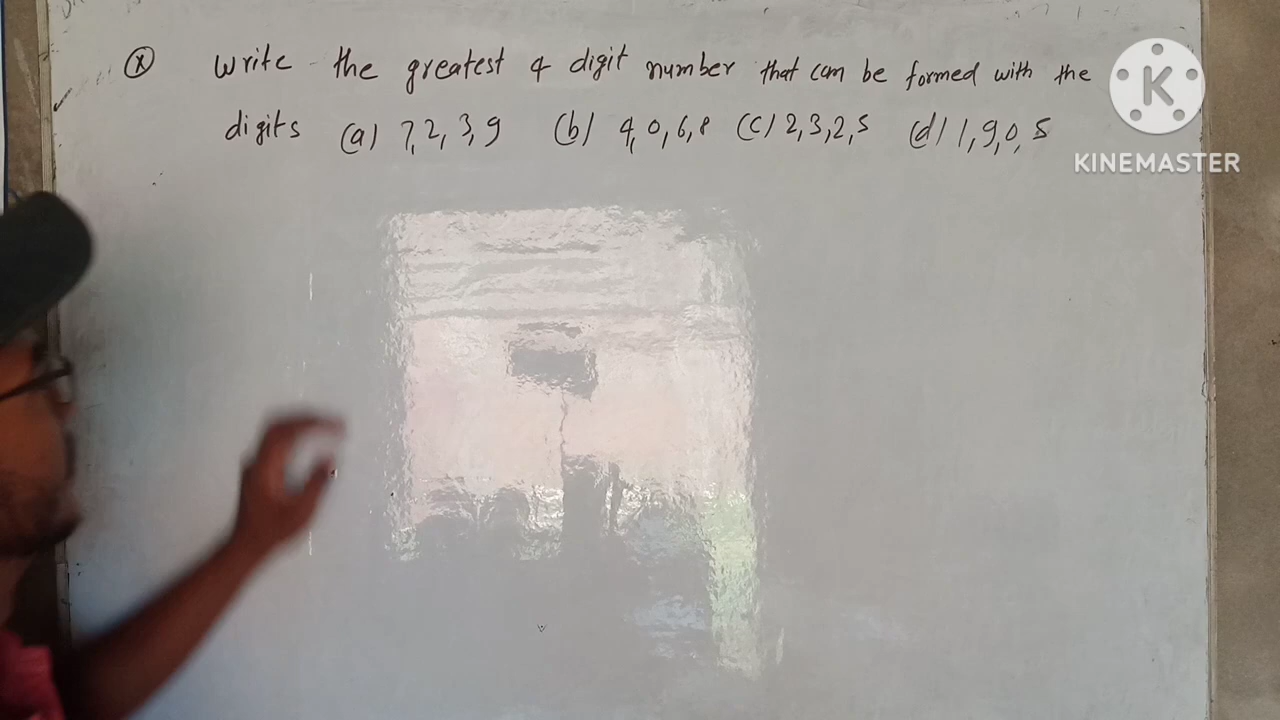 (x) Write the greatest 4 digit number that can be formed with the
digits (a) 7,2, 3,9 (b) 4,0,6,8 (c) 2,3,2,5 (d) 1,9,0,5
K
KINEMASTER